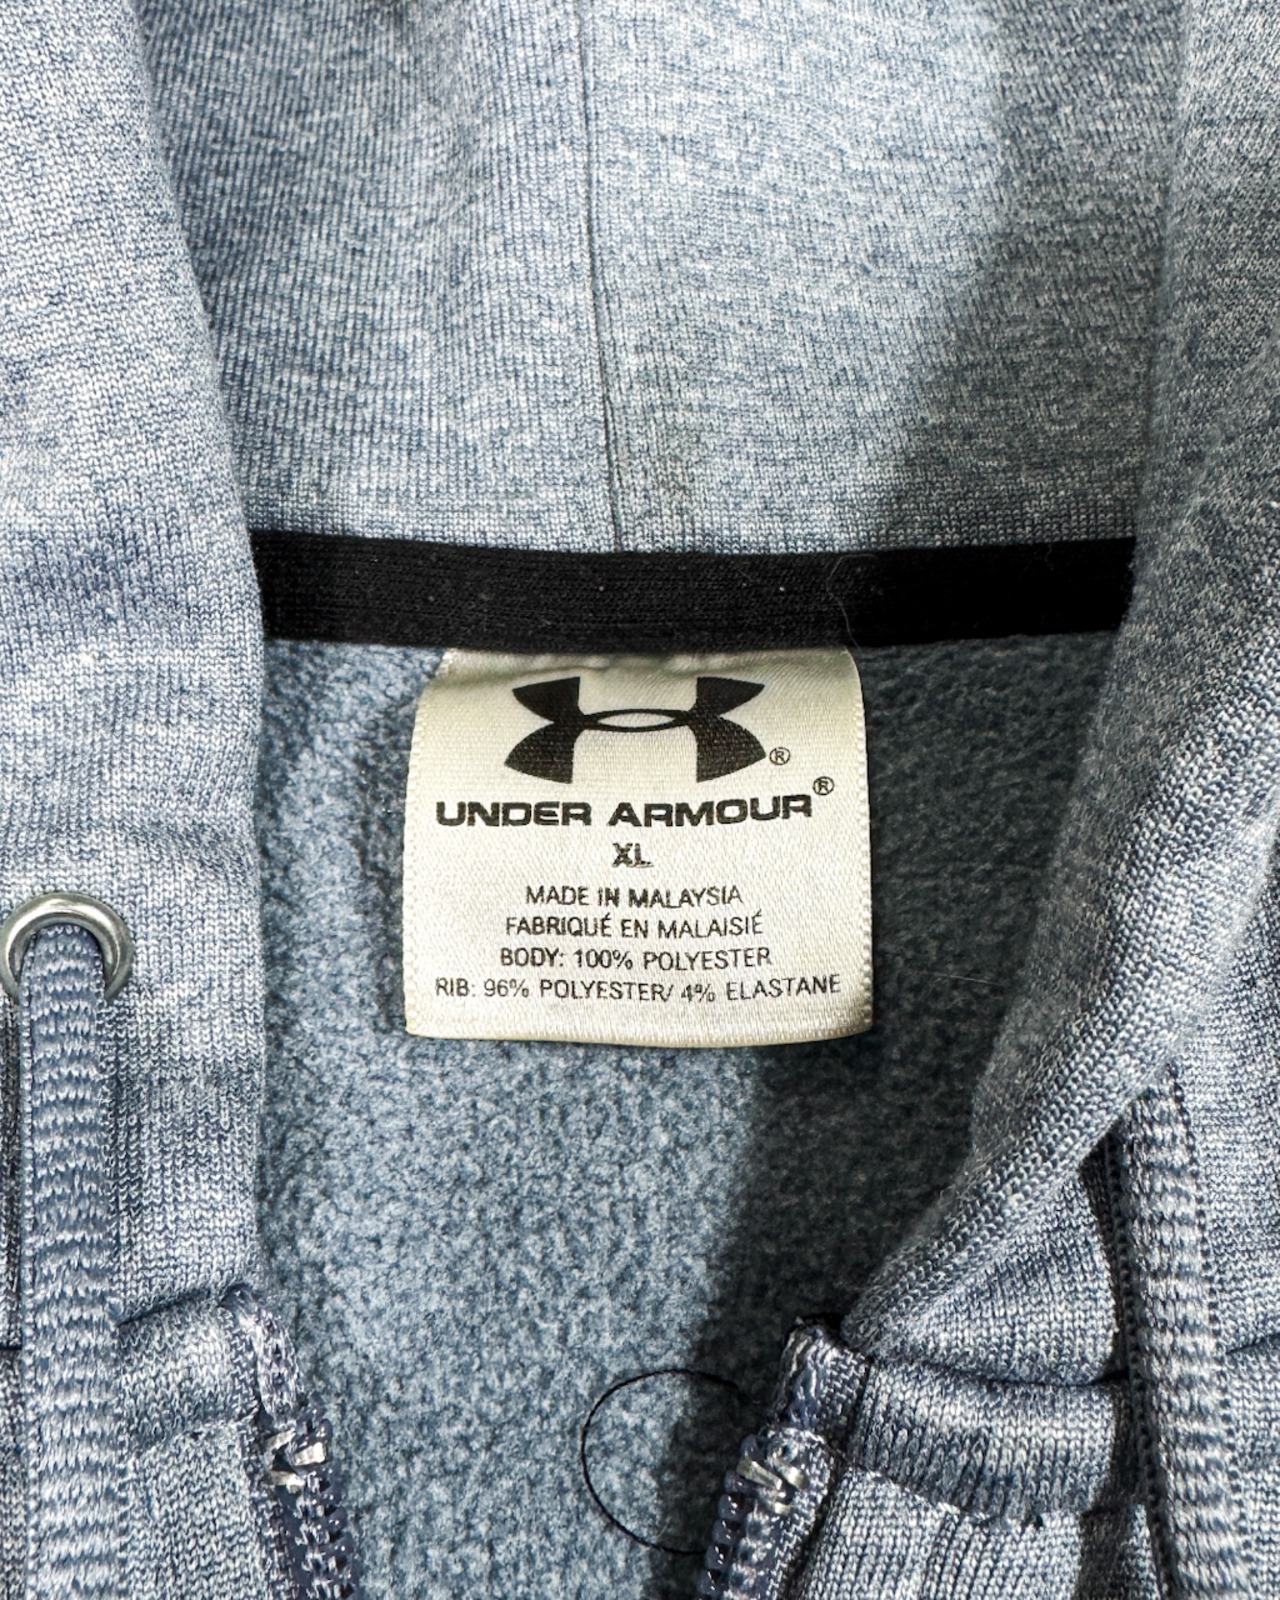 ®
UNDER ARMOUR®
XL
MADE IN MALAYSIA
FABRIQUÉ EN MALAISIÉ
BODY: 100% POLYESTER
RIB: 96% POLYESTER/ 4% ELASTANE